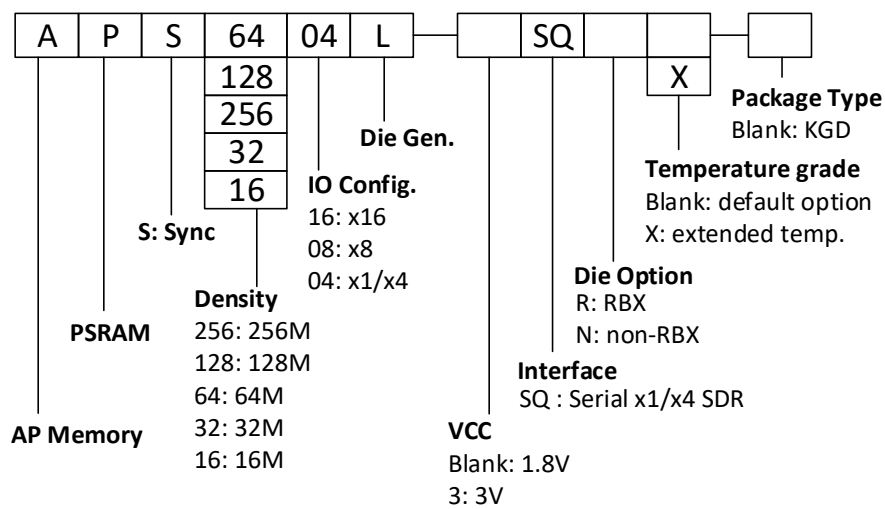 A P S 64 04 L SQ
128
256
32
16
X
Package Type
Blank: KGD
Die Gen.
Temperature grade
Blank: default option
X: extended temp.
IO Config.
16: x16
08: x8
04: x1/x4
S: Sync
Die Option
R: RBX
N: non-RBX
Density
256: 256M
128: 128M
64: 64M
32: 32M
16: 16M
PSRAM
Interface
SQ : Serial x1/x4 SDR
AP Memory
VCC
Blank: 1.8V
3: 3V